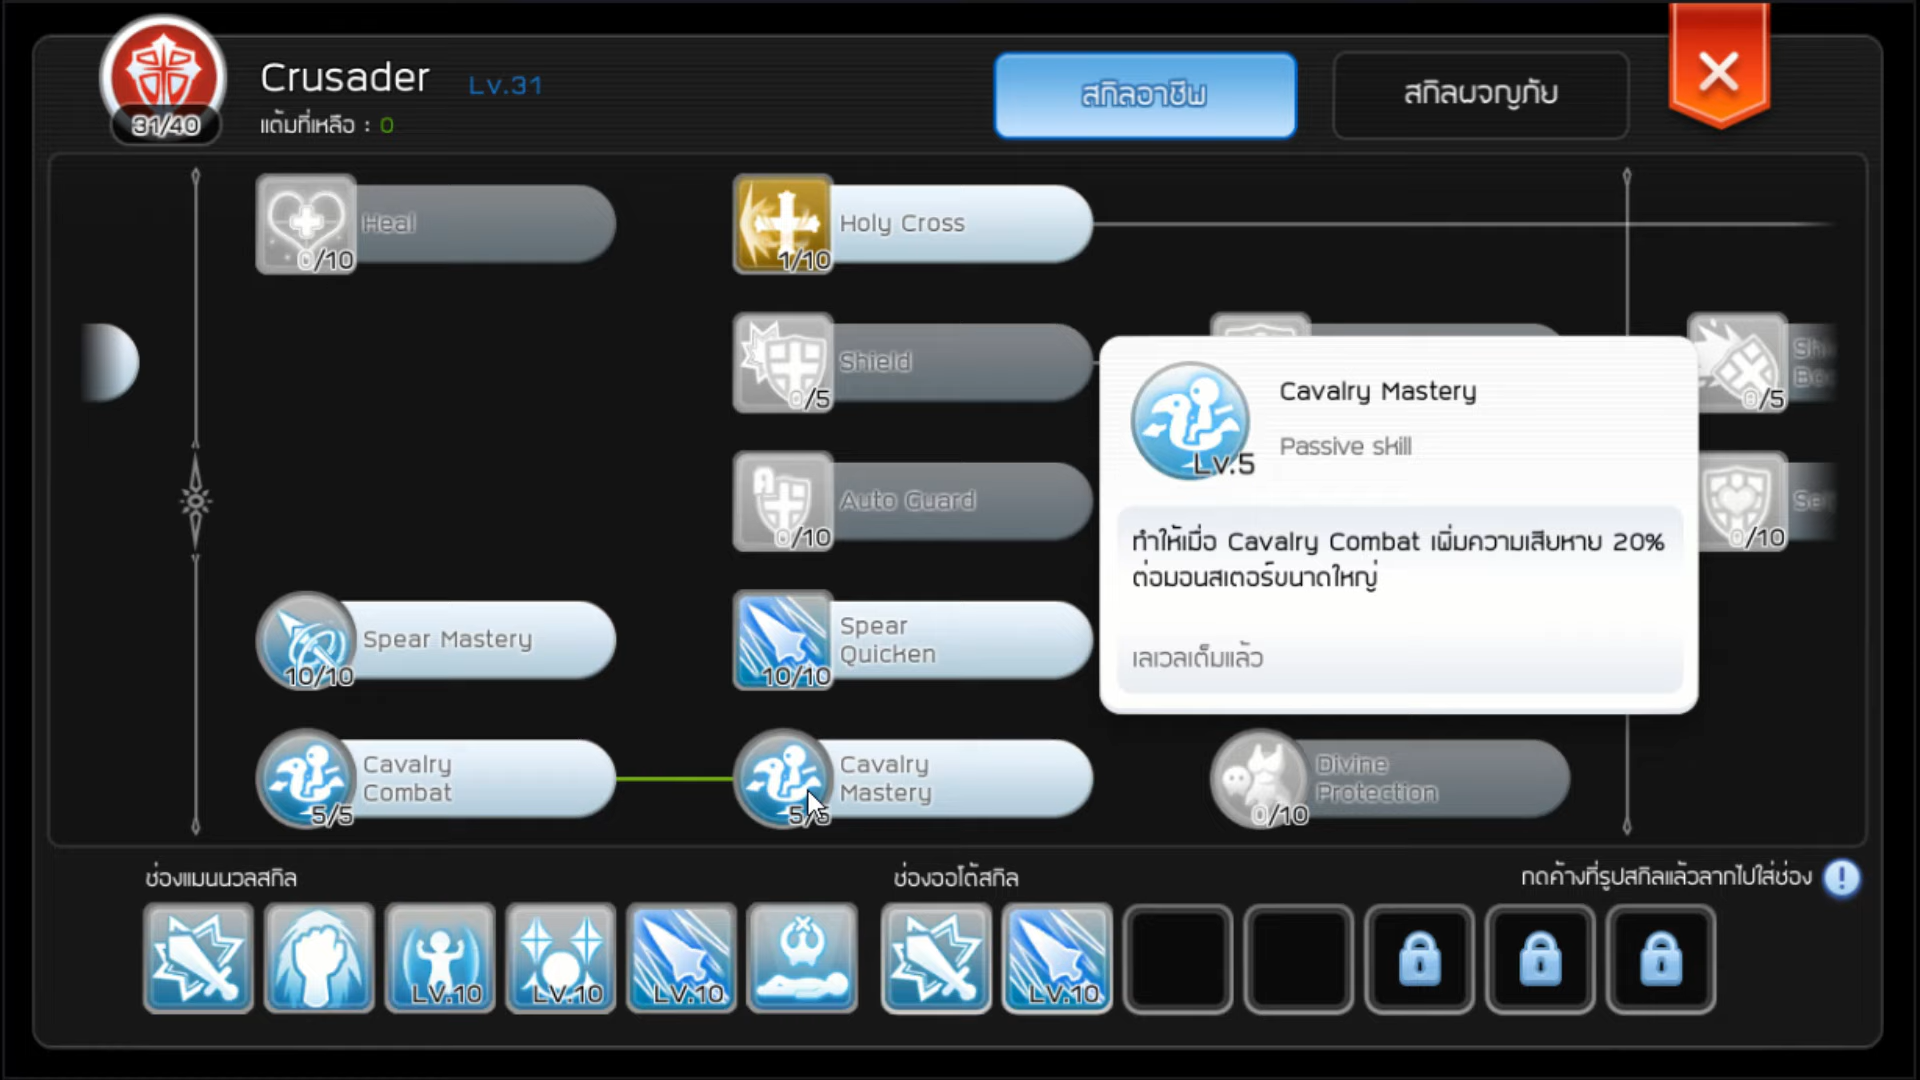 Crusader Lv.31
31/40
แต้มที่เหลือ : 0
สกิลอาชีพ
สกิลผจญภัย
Heal
0/10
Holy Cross
1/10
Shield
0/5
0/5
Auto Guard
0/10
0/10
Spear Mastery
10/10
Spear
Quicken
10/10
Cavalry
Combat
5/5
Cavalry
Mastery
5/5
Divine
Protection
0/10
Cavalry Mastery
Passive skill
Lv.5
ทำให้เมื่อ Cavalry Combat เพิ่มความเสียหาย 20%
ต่อมอนสเตอร์ขนาดใหญ่
เลเวลเต็มแล้ว
ช่องแมนนวลสกิล
ช่องออโต้สกิล
กดค้างที่รูปสกิลแล้วลากไปใส่ช่อง
LV.10
LV.10
LV.10
LV.10